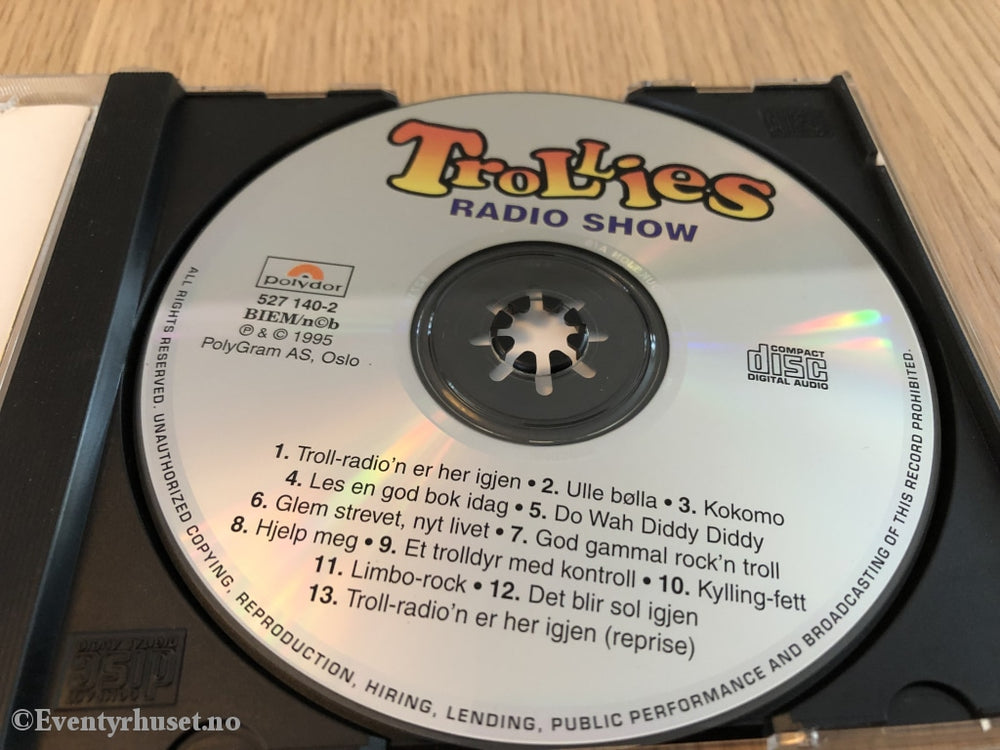 TROLLIES
RADIO SHOW
polydor
527 140-2
BIEM/n©b
℗ & © 1995
PolyGram AS, Oslo
COMPACT
disc
DIGITAL AUDIO
1. Troll-radio'n er her igjen • 2. Ulle bølla • 3. Kokomo
4. Les en god bok idag • 5. Do Wah Diddy Diddy
6. Glem strevet, nyt livet • 7. God gammal rock'n troll
8. Hjelp meg • 9. Et trolldyr med kontroll • 10. Kylling-fett
11. Limbo-rock • 12. Det blir sol igjen
13. Troll-radio'n er her igjen (reprise)
ALL RIGHTS RESERVED. UNAUTHORIZED COPYING, REPRODUCTION, HIRING, LENDING, PUBLIC PERFORMANCE AND BROADCASTING OF THIS RECORD PROHIBITED.
©Eventyrhuset.no